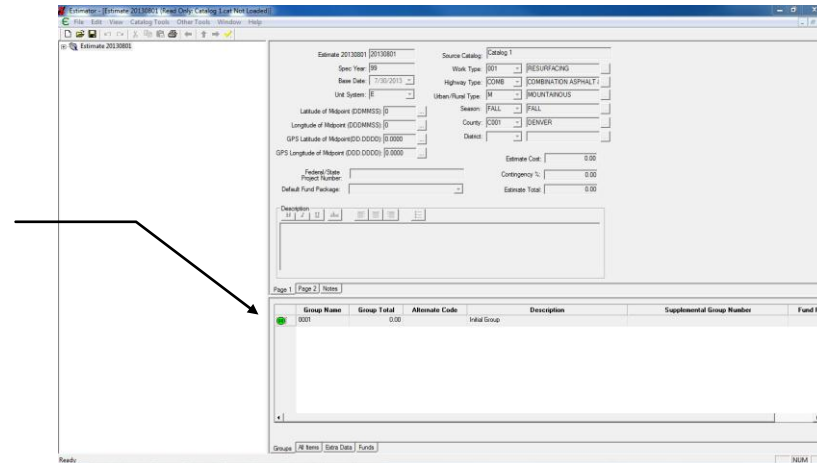 Estimator - [Estimate 20130801 (Read Only: Catalog 1.cat Not Loaded)]
File Edit View Catalog Tools Other Tools Window Help
Estimate 20130801
Estimate 20130801 20130801 Source Catalog: Catalog 1
Spec Year: 99 Work Type: 001 RESURFACING
Base Date: 7/30/2013 Highway Type: COMB COMBINATION ASPHALT
Unit System: E Urban/Rural Type: M MOUNTAINOUS
Latitude of Midpoint (DDMMSS): 0 Season: FALL FALL
Longitude of Midpoint (DDDMMSS): 0 County: C001 DENVER
GPS Latitude of Midpoint(DD.DDDD): 0.0000 District:
GPS Longitude of Midpoint (DDD.DDDD): 0.0000
Estimate Cost: 0.00
Federal/State Contingency %: 0.00
Project Number:
Default Fund Package: Estimate Total: 0.00
Description
B I U abc
Page 1 Page 2 Notes
Group Name Group Total Alternate Code Description Supplemental Group Number Fund
0001 0.00 Initial Group
Groups All Items Extra Data Funds
Ready NUM